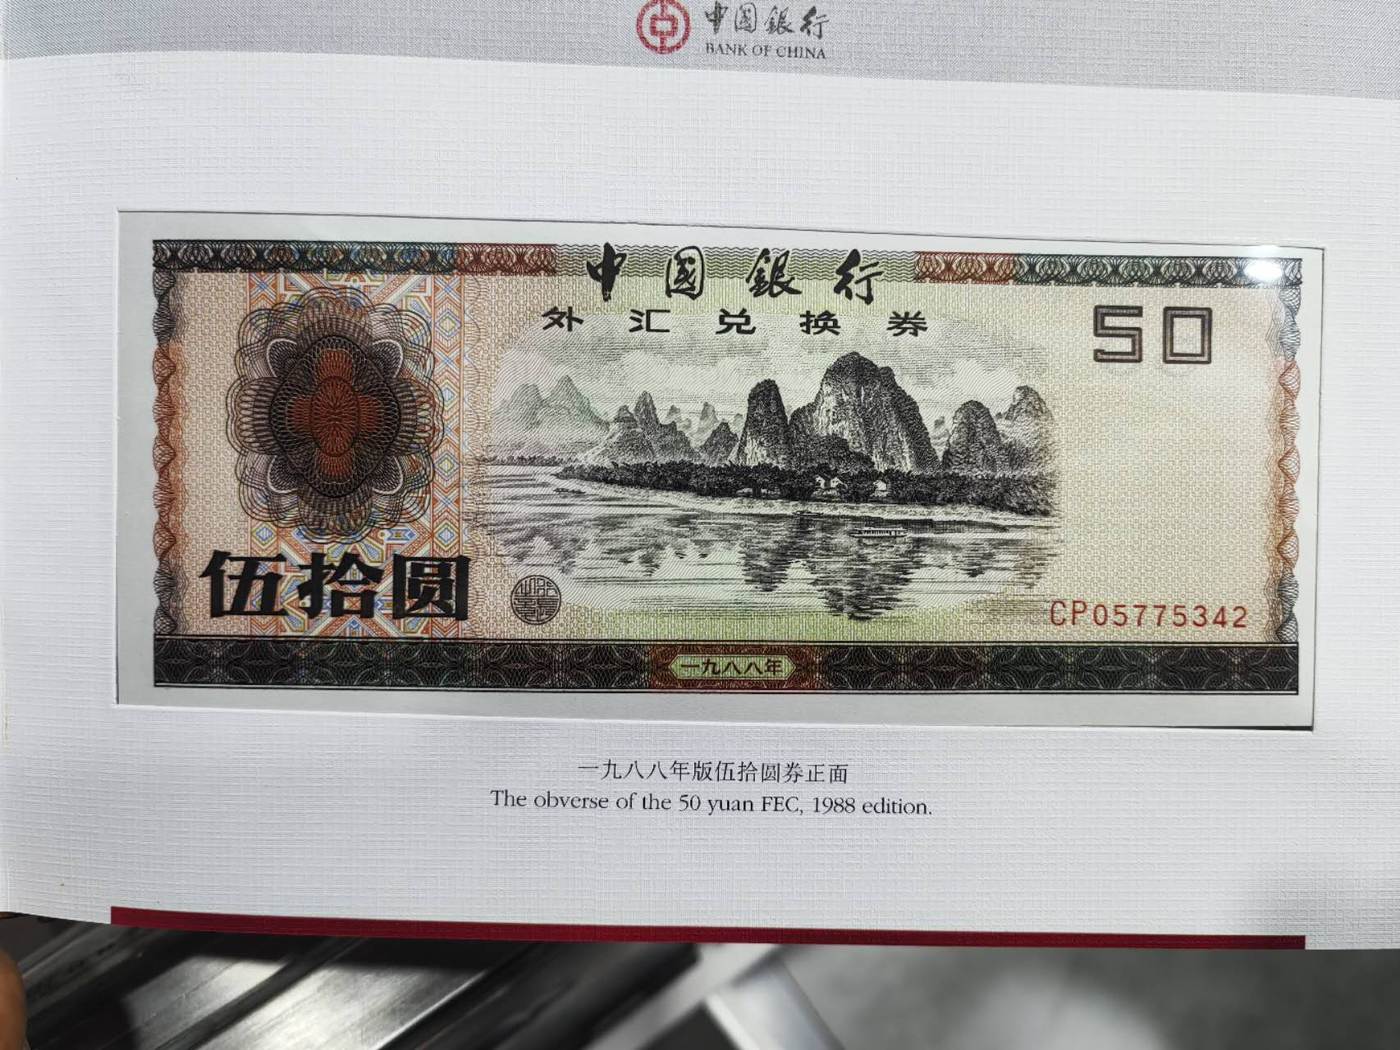 中國銀行
BANK OF CHINA
中國銀行
外汇兑换券
50
伍拾圆
CP05775342
一九八八年
一九八八年版伍拾圆券正面
The obverse of the 50 yuan FEC, 1988 edition.